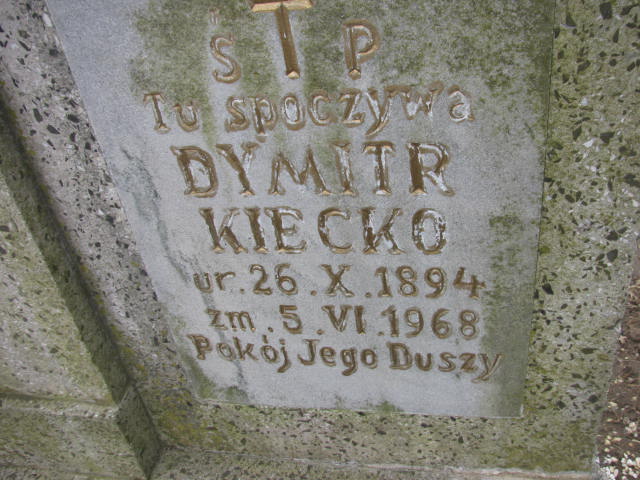 Ś P
Tu spoczywa
DYMITR
KIECKO
ur. 26. X. 1894
zm. 5. VI. 1968
Pokój Jego Duszy